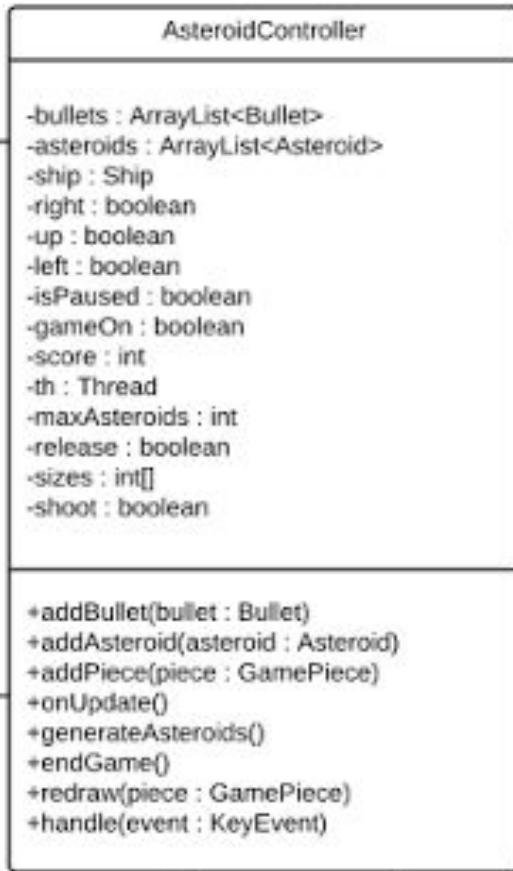 AsteroidController
-bullets : ArrayList<Bullet>
-asteroids : ArrayList<Asteroid>
-ship : Ship
-right : boolean
-up : boolean
-left : boolean
-isPaused : boolean
-gameOn : boolean
-score : int
-th : Thread
-maxAsteroids : int
-release : boolean
-sizes : int[]
-shoot : boolean
+addBullet(bullet : Bullet)
+addAsteroid(asteroid : Asteroid)
+addPiece(piece : GamePiece)
+onUpdate()
+generateAsteroids()
+endGame()
+redraw(piece : GamePiece)
+handle(event : KeyEvent)